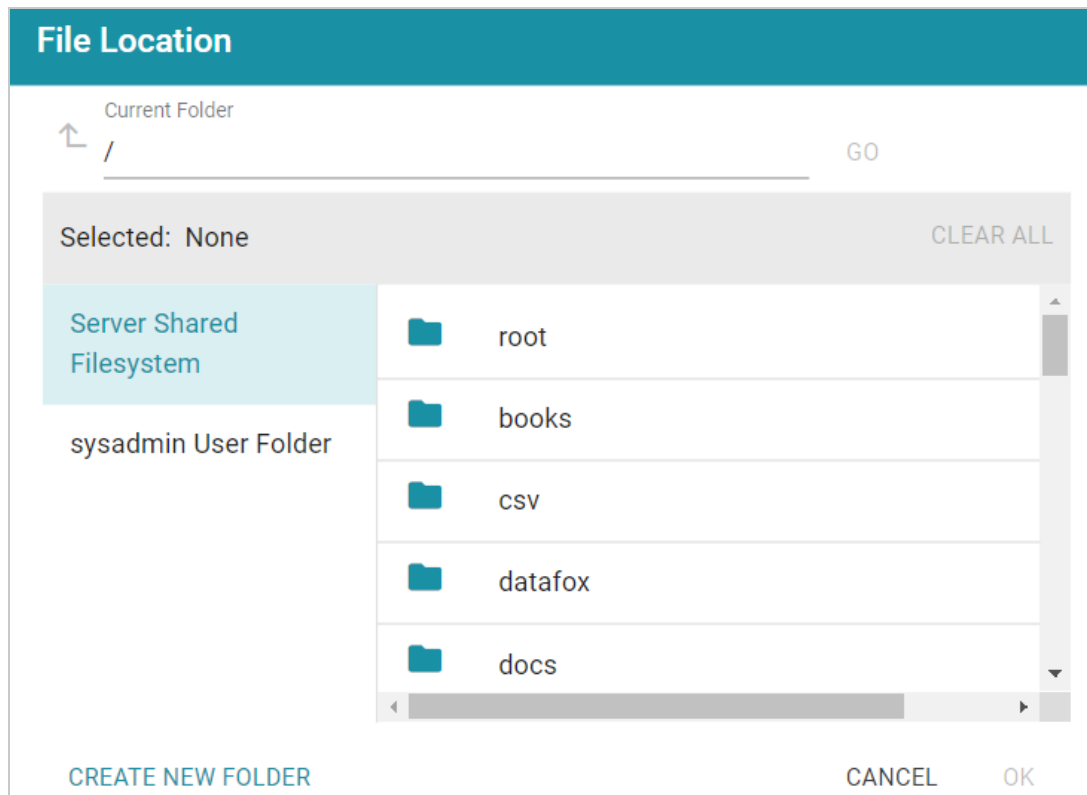 File Location
Current Folder
/
GO
Selected: None
CLEAR ALL
Server Shared
Filesystem
sysadmin User Folder
root
books
csv
datafox
docs
CREATE NEW FOLDER
CANCEL
OK